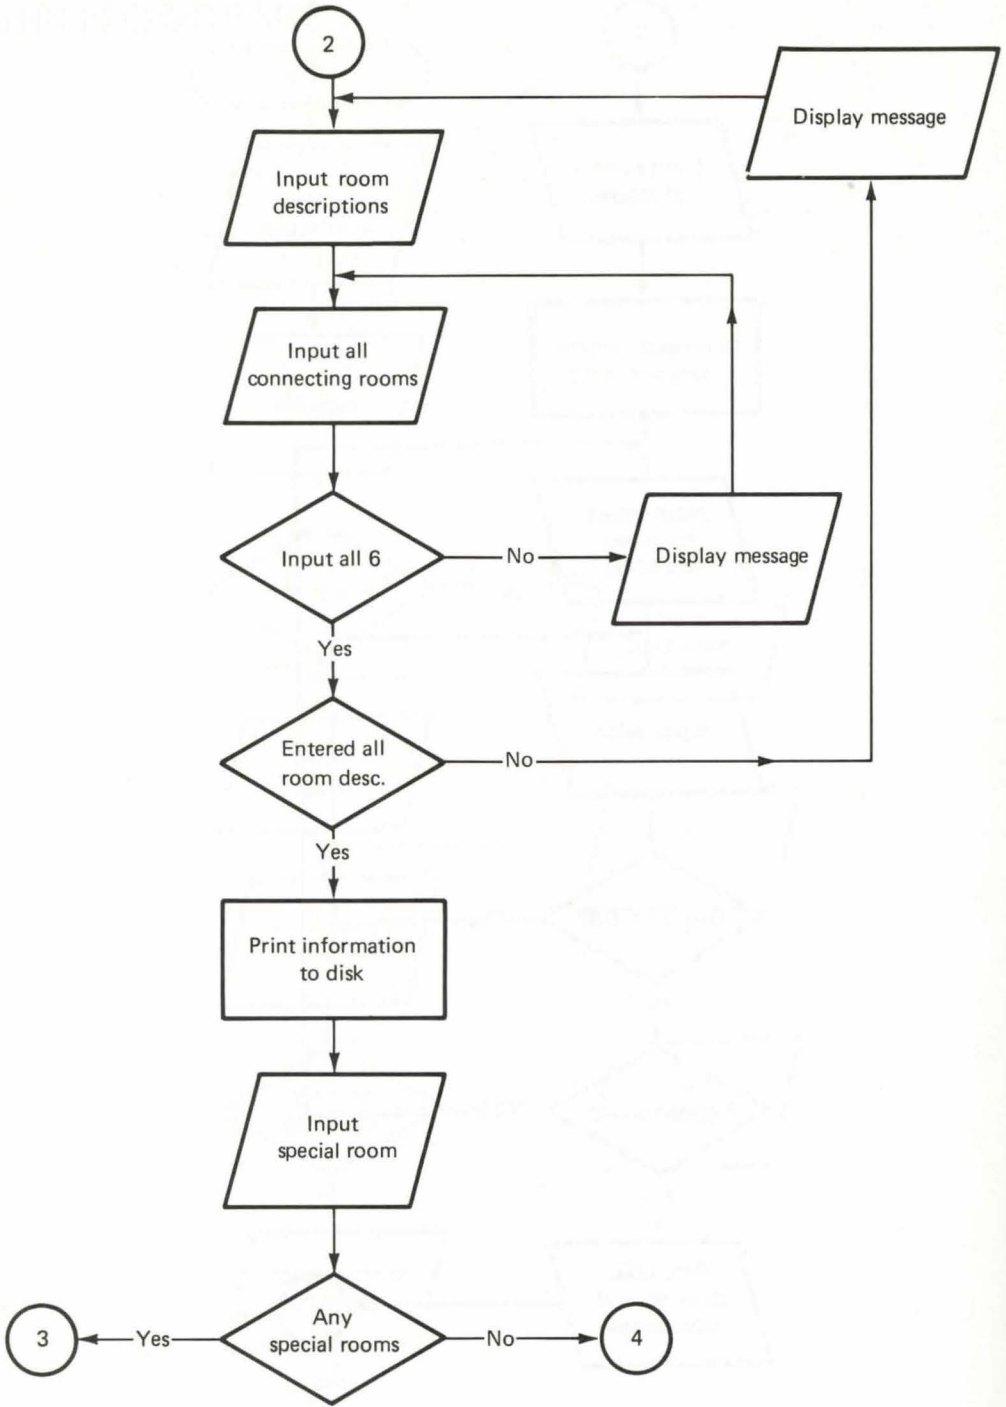 2
Display message
Input room
descriptions
Input all
connecting rooms
Input all 6
No
Display message
Yes
Entered all
room desc.
No
Yes
Print information
to disk
Input
special room
Any
special rooms
Yes
No
3
4